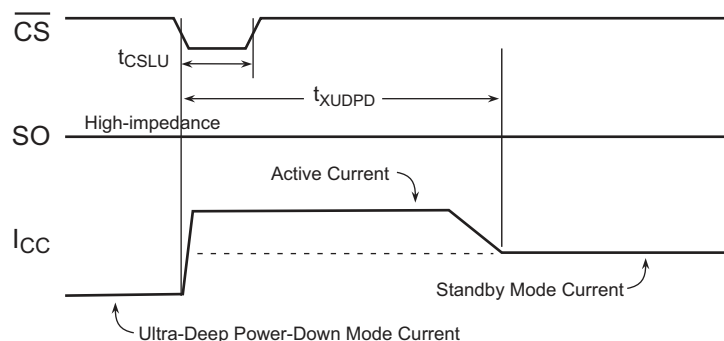 CS
tCSLU
tXUDPD
High-impedance
SO
Active Current
ICC
Standby Mode Current
Ultra-Deep Power-Down Mode Current